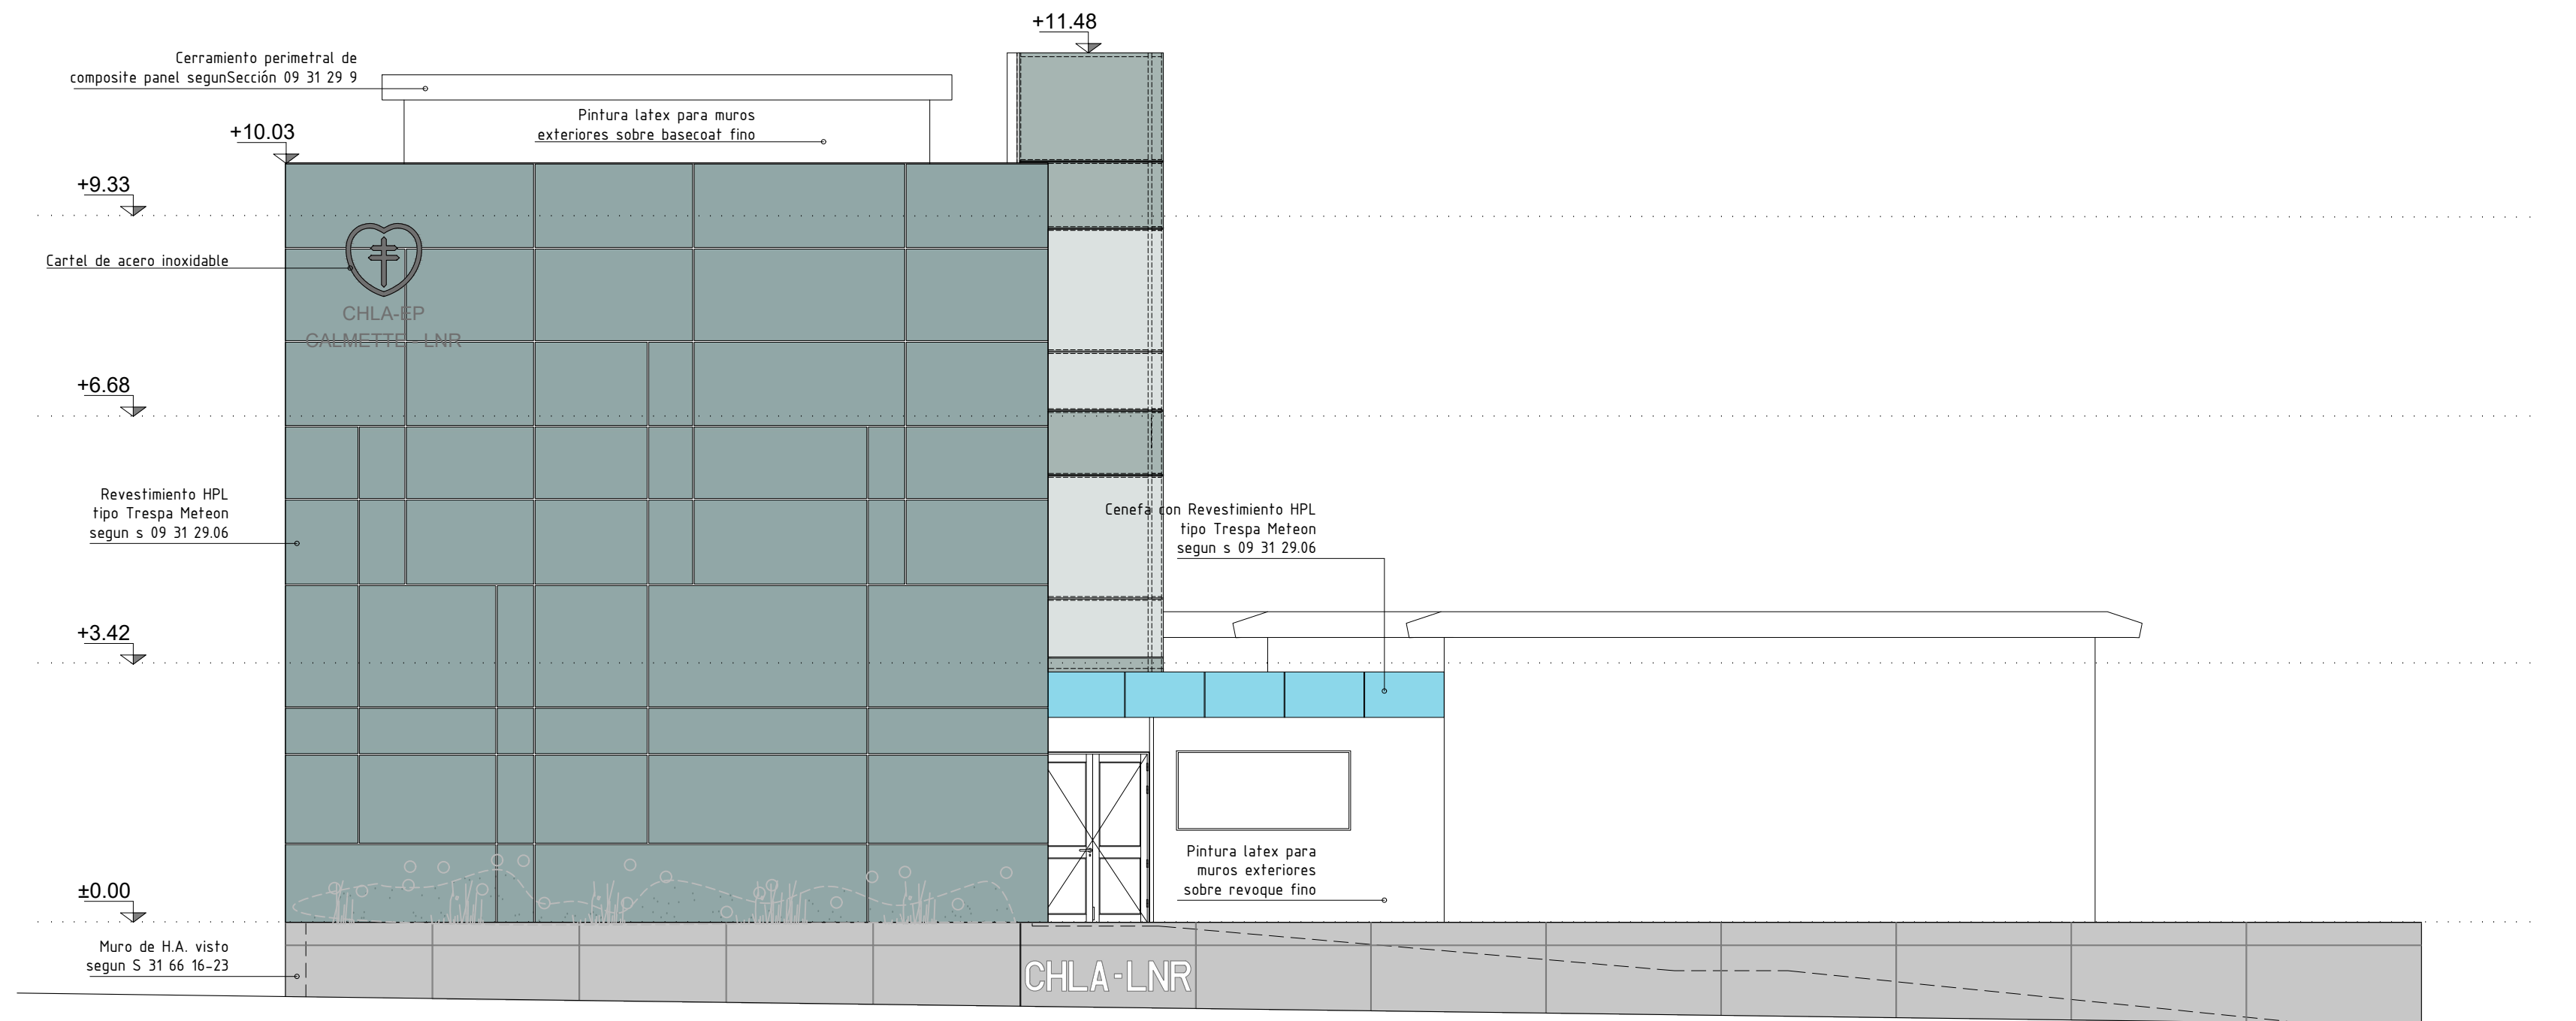 +11.48
Cerramiento perimetral de
composite panel segunSección 09 31 29 9
Pintura latex para muros
exteriores sobre basecoat fino
+10.03
+9.33
Cartel de acero inoxidable
CHLA-EP
CALMETTE - LNR
+6.68
Revestimiento HPL
tipo Trespa Meteon
segun s 09 31 29.06
Cenefa con Revestimiento HPL
tipo Trespa Meteon
segun s 09 31 29.06
+3.42
Pintura latex para
muros exteriores
sobre revoque fino
±0.00
Muro de H.A. visto
segun S 31 66 16-23
CHLA-LNR